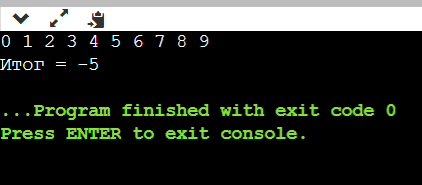 0 1 2 3 4 5 6 7 8 9
Итог = -5
...Program finished with exit code 0
Press ENTER to exit console.